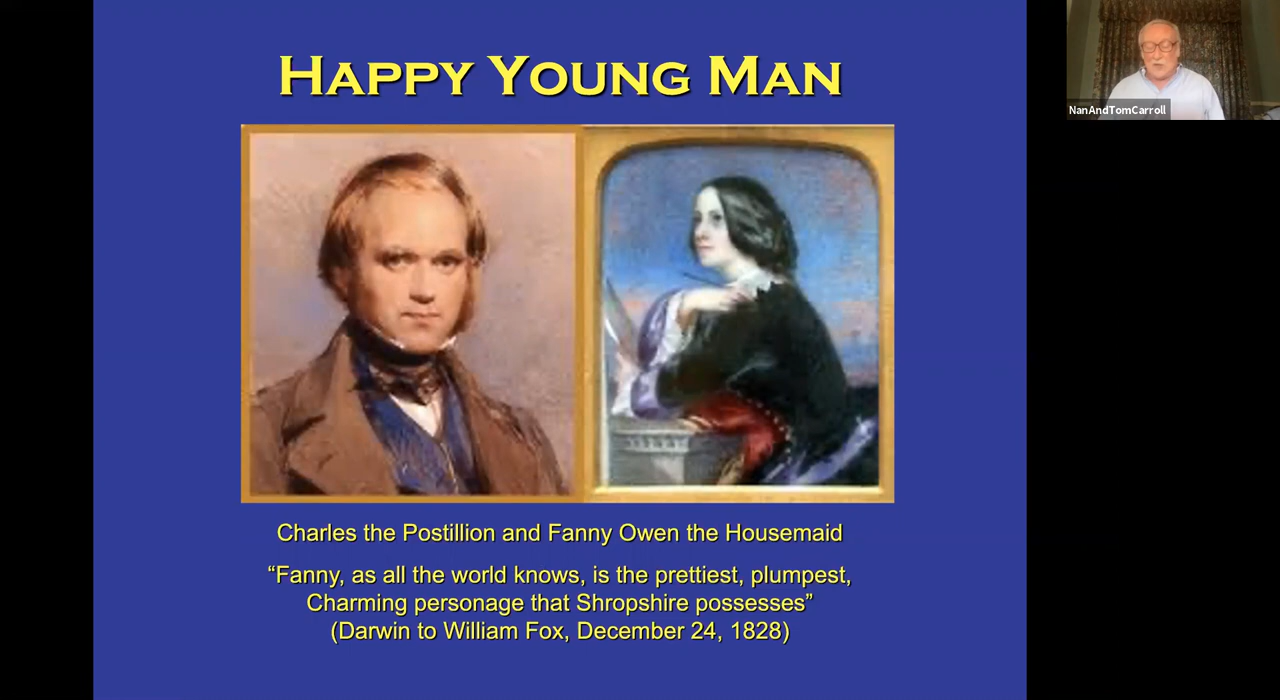 HAPPY YOUNG MAN
NanAndTomCarroll
Charles the Postillion and Fanny Owen the Housemaid
“Fanny, as all the world knows, is the prettiest, plumpest,
Charming personage that Shropshire possesses”
(Darwin to William Fox, December 24, 1828)